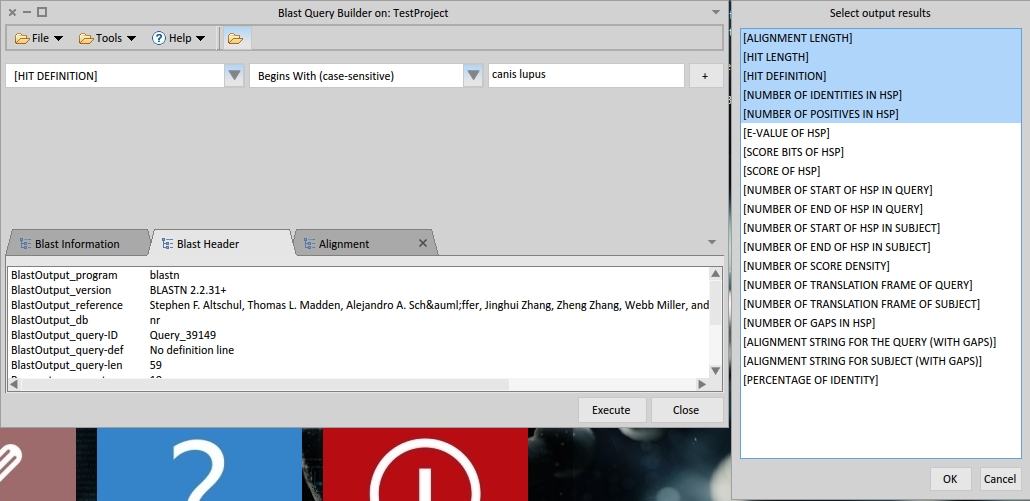 Blast Query Builder on: TestProject
File Tools Help
[HIT DEFINITION] Begins With (case-sensitive) canis lupus +
Blast Information Blast Header Alignment
BlastOutput_program blastn
BlastOutput_version BLASTN 2.2.31+
BlastOutput_reference Stephen F. Altschul, Thomas L. Madden, Alejandro A. Sch&auml;ffer, Jinghui Zhang, Zheng Zhang, Webb Miller, and
BlastOutput_db nr
BlastOutput_query-ID Query_39149
BlastOutput_query-def No definition line
BlastOutput_query-len 59
Execute Close
Select output results
[ALIGNMENT LENGTH]
[HIT LENGTH]
[HIT DEFINITION]
[NUMBER OF IDENTITIES IN HSP]
[NUMBER OF POSITIVES IN HSP]
[E-VALUE OF HSP]
[SCORE BITS OF HSP]
[SCORE OF HSP]
[NUMBER OF START OF HSP IN QUERY]
[NUMBER OF END OF HSP IN QUERY]
[NUMBER OF START OF HSP IN SUBJECT]
[NUMBER OF END OF HSP IN SUBJECT]
[NUMBER OF SCORE DENSITY]
[NUMBER OF TRANSLATION FRAME OF QUERY]
[NUMBER OF TRANSLATION FRAME OF SUBJECT]
[NUMBER OF GAPS IN HSP]
[ALIGNMENT STRING FOR THE QUERY (WITH GAPS)]
[ALIGNMENT STRING FOR SUBJECT (WITH GAPS)]
[PERCENTAGE OF IDENTITY]
OK Cancel